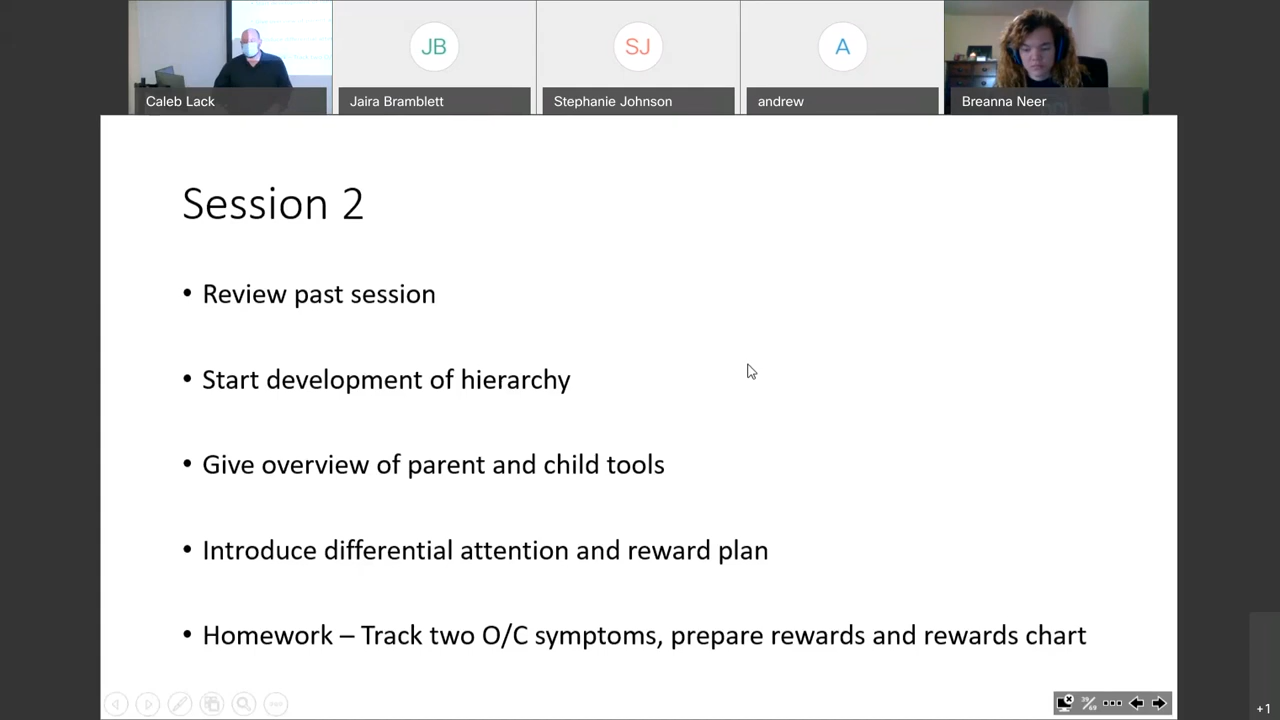 JB
SJ
A
Caleb Lack
Jaira Bramblett
Stephanie Johnson
andrew
Breanna Neer
Session 2
• Review past session
• Start development of hierarchy
• Give overview of parent and child tools
• Introduce differential attention and reward plan
• Homework – Track two O/C symptoms, prepare rewards and rewards chart
+1